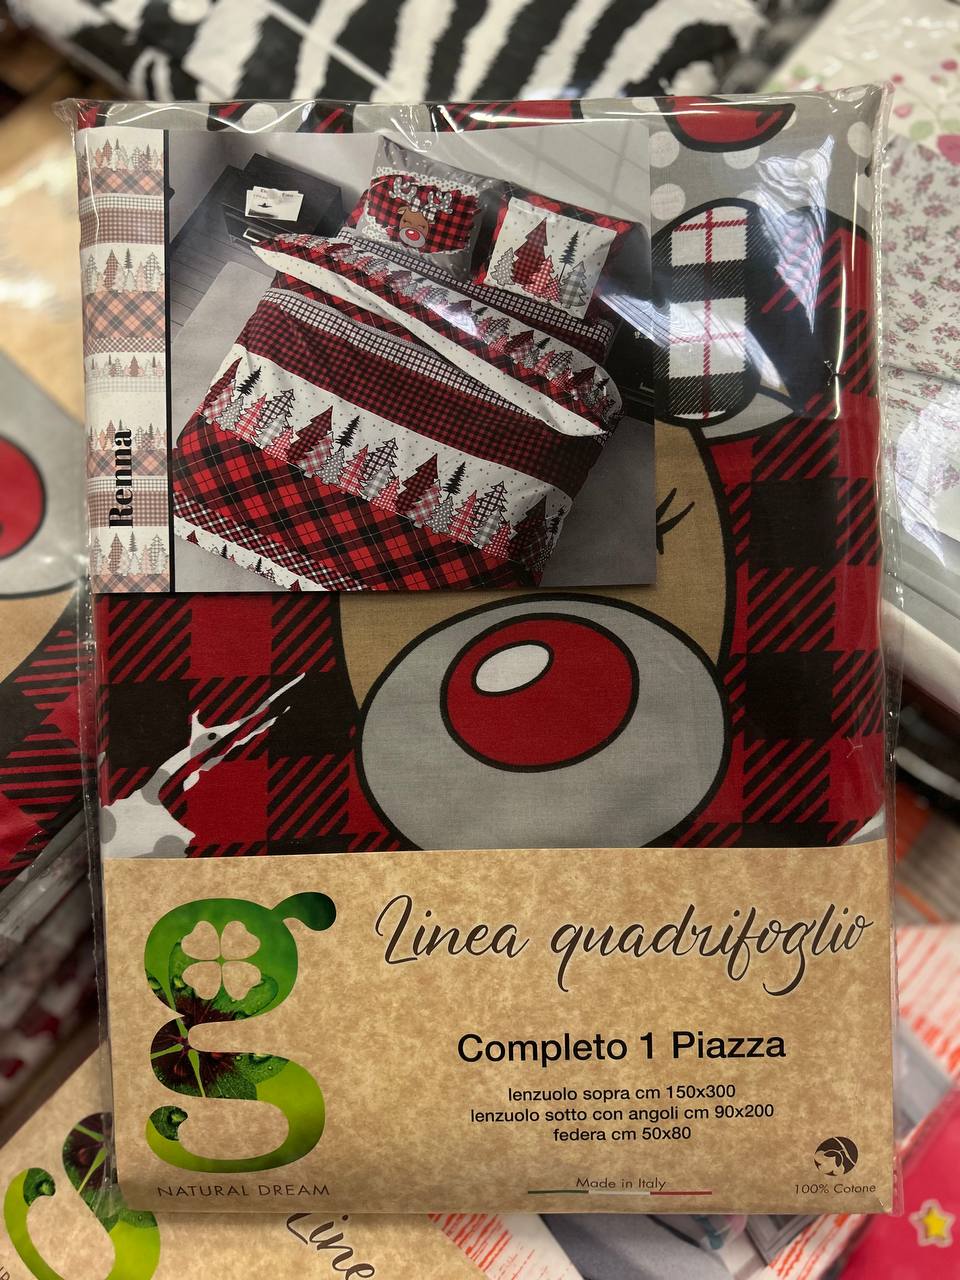 Renna
Linea quadrifoglio
Completo 1 Piazza
lenzuolo sopra cm 150x300
lenzuolo sotto con angoli cm 90x200
federa cm 50x80
Made in Italy
100% Cotone
g
NATURAL DREAM
Line